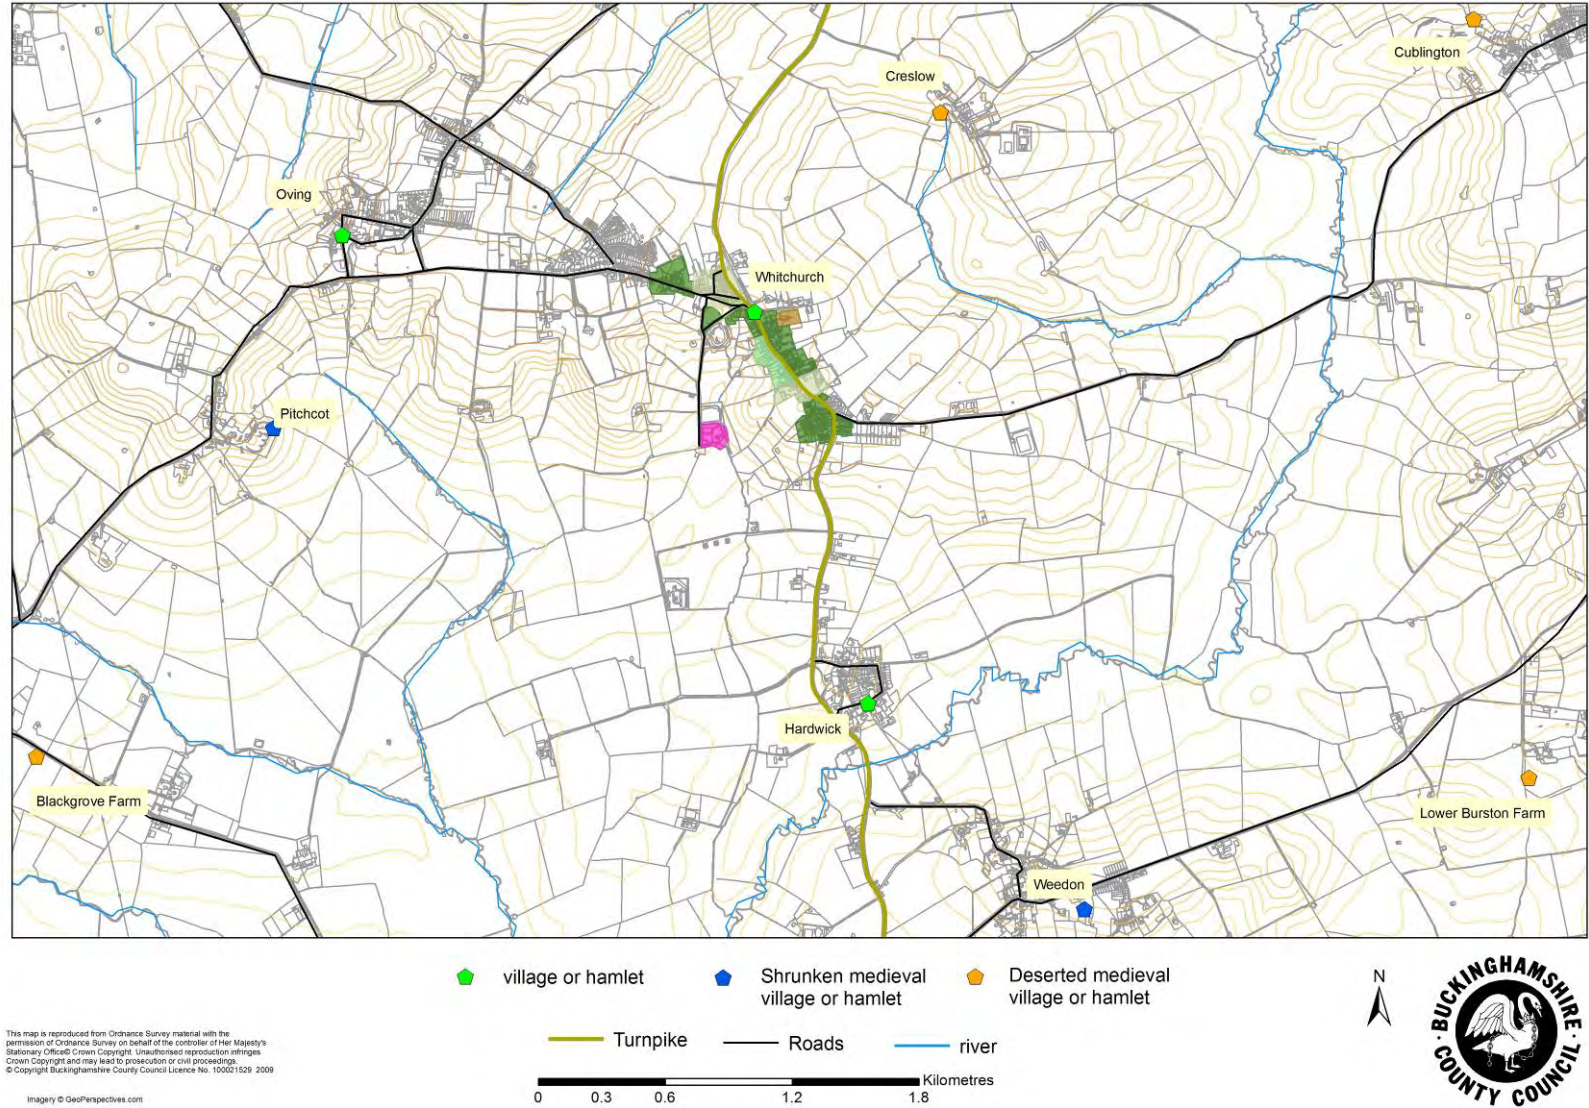 Cublington
Creslow
Oving
Whitchurch
Pitchcot
Hardwick
Blackgrove Farm
Lower Burston Farm
Weedon
village or hamlet
Shrunken medieval
village or hamlet
Deserted medieval
village or hamlet
Turnpike
Roads
river
Kilometres
0 0.3 0.6 1.2 1.8
N
BUCKINGHAMSHIRE
· COUNTY COUNCIL ·
This map is reproduced from Ordnance Survey material with the
permission of Ordnance Survey on behalf of the controller of Her Majesty's
Stationary Office© Crown Copyright. Unauthorised reproduction infringes
Crown Copyright and may lead to prosecution or civil proceedings.
© Copyright Buckinghamshire County Council Licence No. 100021529 2009
Imagery © GeoPerspectives.com